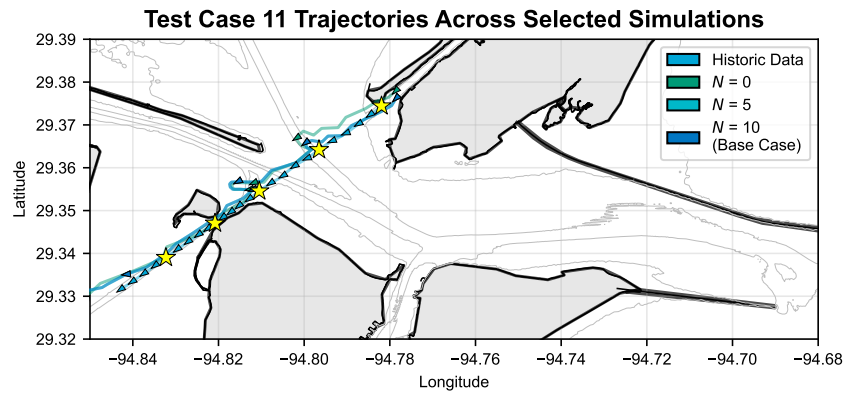 Test Case 11 Trajectories Across Selected Simulations
29.39
29.38
29.37
29.36
29.35
29.34
29.33
29.32
Latitude
Historic Data
N = 0
N = 5
N = 10
(Base Case)
−94.84 −94.82 −94.80 −94.78 −94.76 −94.74 −94.72 −94.70 −94.68
Longitude